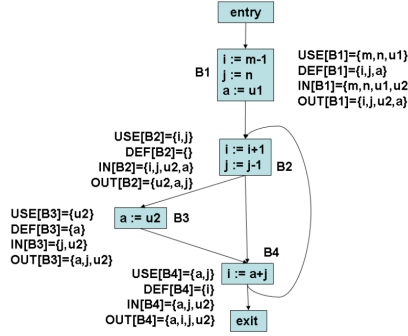 entry
B1
i := m-1
j := n
a := u1
USE[B1]={m,n,u1}
DEF[B1]={i,j,a}
IN[B1]={m,n,u1,u2
OUT[B1]={i,j,u2,a}
USE[B2]={i,j}
DEF[B2]={}
IN[B2]={i,j,u2,a}
OUT[B2]={u2,a,j}
i := i+1
j := j-1
B2
USE[B3]={u2}
DEF[B3]={a}
IN[B3]={j,u2}
OUT[B3]={a,j,u2}
a := u2
B3
B4
USE[B4]={a,j}
DEF[B4]={i}
IN[B4]={a,j,u2}
OUT[B4]={a,i,j,u2}
i := a+j
exit